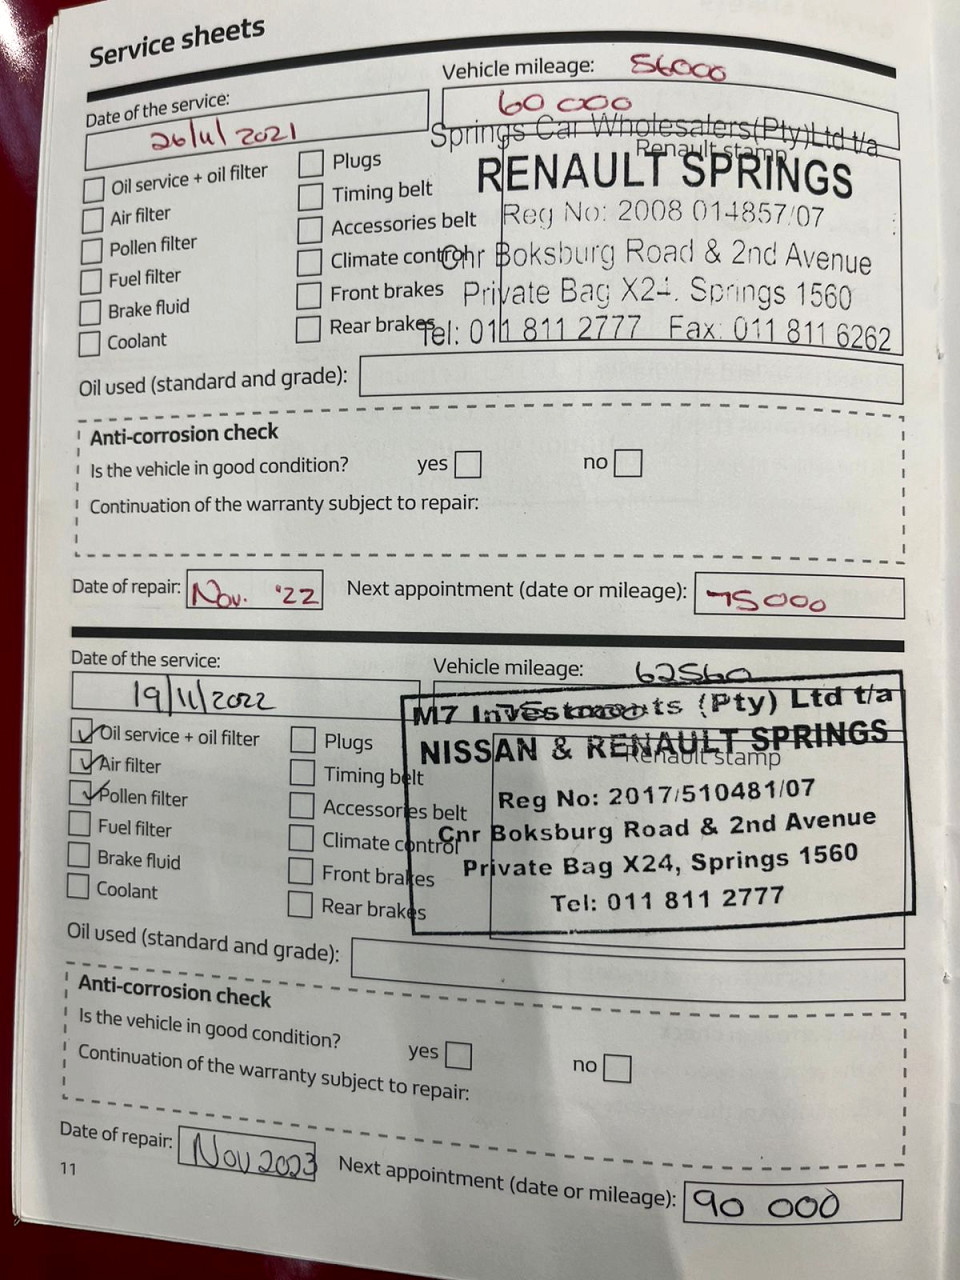 Service sheets
Date of the service:
26/11/2021
Vehicle mileage: 56000
60 000
Oil service + oil filter
Air filter
Pollen filter
Fuel filter
Brake fluid
Coolant
Plugs
Timing belt
Accessories belt
Climate control
Front brakes
Rear brakes
Renault stamp
Springs Car Wholesalers(Pty)Ltd t/a
RENAULT SPRINGS
Reg No: 2008 014857/07
Cnr Boksburg Road & 2nd Avenue
Private Bag X24. Springs 1560
Tel: 011 811 2777 Fax: 011 811 6262
Oil used (standard and grade):
Anti-corrosion check
Is the vehicle in good condition? yes no
Continuation of the warranty subject to repair:
Date of repair: Nov. '22 Next appointment (date or mileage): 75000
Date of the service:
19/11/2022
Vehicle mileage: 62560
75000
Oil service + oil filter
Air filter
Pollen filter
Fuel filter
Brake fluid
Coolant
Plugs
Timing belt
Accessories belt
Climate control
Front brakes
Rear brakes
Renault stamp
M7 Investments (Pty) Ltd t/a
NISSAN & RENAULT SPRINGS
Reg No: 2017/510481/07
Cnr Boksburg Road & 2nd Avenue
Private Bag X24, Springs 1560
Tel: 011 811 2777
Oil used (standard and grade):
Anti-corrosion check
Is the vehicle in good condition? yes no
Continuation of the warranty subject to repair:
Date of repair: Nov 2023 Next appointment (date or mileage): 90 000
11